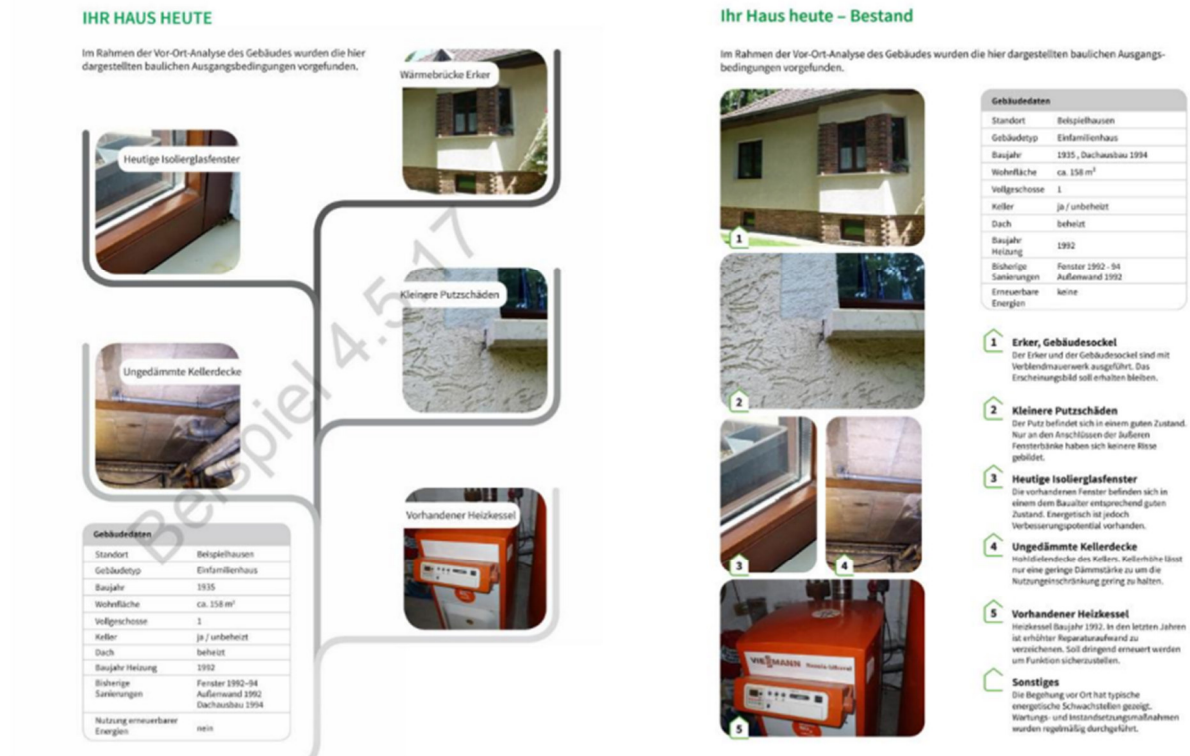 IHR HAUS HEUTE
Im Rahmen der Vor-Ort-Analyse des Gebäudes wurden die hier
dargestellten baulichen Ausgangsbedingungen vorgefunden.
Wärmebrücke Erker
Heutige Isolierglasfenster
Kleinere Putzschäden
Ungedämmte Kellerdecke
Vorhandener Heizkessel
Beispiel 4.5.17
Gebäudedaten
Standort Beispielhausen
Gebäudetyp Einfamilienhaus
Baujahr 1935
Wohnfläche ca. 158 m²
Vollgeschosse 1
Keller ja / unbeheizt
Dach beheizt
Baujahr Heizung 1992
Bisherige Fenster 1992–94
Sanierungen Außenwand 1992
Dachausbau 1994
Nutzung erneuerbarer
Energien nein
Ihr Haus heute – Bestand
Im Rahmen der Vor-Ort-Analyse des Gebäudes wurden die hier dargestellten baulichen Ausgangs-
bedingungen vorgefunden.
1
2
3
4
VIESSMANN
5
Gebäudedaten
Standort Beispielhausen
Gebäudetyp Einfamilienhaus
Baujahr 1935 , Dachausbau 1994
Wohnfläche ca. 158 m²
Vollgeschosse 1
Keller ja / unbeheizt
Dach beheizt
Baujahr
Heizung 1992
Bisherige Fenster 1992 - 94
Sanierungen Außenwand 1992
Erneuerbare keine
Energien
1 Erker, Gebäudesockel
Der Erker und der Gebäudesockel sind mit
Verblendmauerwerk ausgeführt. Das
Erscheinungsbild soll erhalten bleiben.
2 Kleinere Putzschäden
Der Putz befindet sich in einem guten Zustand.
Nur an den Anschlüssen der äußeren
Fensterbänke haben sich keinere Risse
gebildet.
3 Heutige Isolierglasfenster
Die vorhandenen Fenster befinden sich in
einem dem Baualter entsprechend guten
Zustand. Energetisch ist jedoch
Verbesserungspotential vorhanden.
4 Ungedämmte Kellerdecke
Hohldielendecke des Kellers. Kellerhöhe lässt
nur eine geringe Dämmstärke zu um die
Nutzungeinschränkung gering zu halten.
5 Vorhandener Heizkessel
Heizkessel Baujahr 1992. In den letzten Jahren
ist erhöhter Reparaturaufwand zu
verzeichenen. Soll dringend erneuert werden
um Funktion sicherzustellen.
Sonstiges
Die Begehung vor Ort hat typische
energetische Schwachstellen gezeigt.
Wartungs- und Instandsetzungsmaßnahmen
wurden regelmäßig durchgeführt.